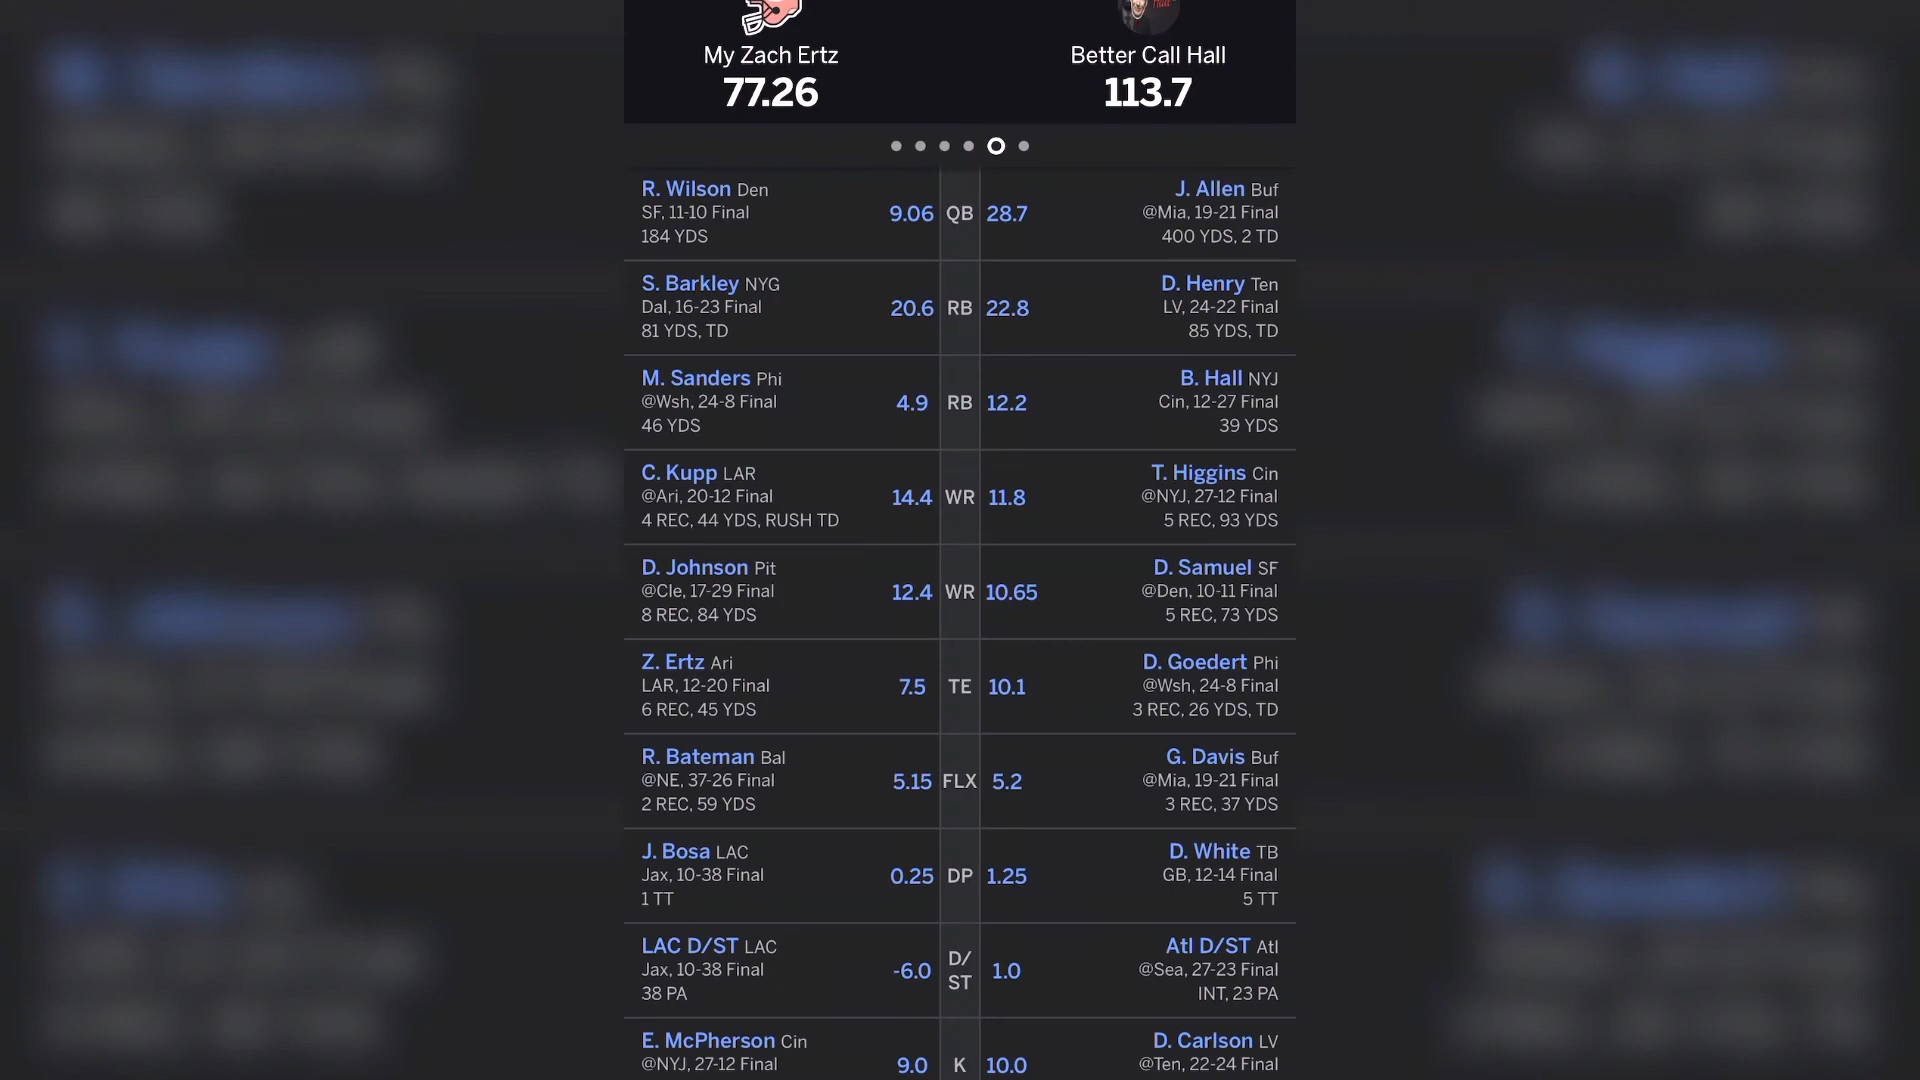 My Zach Ertz Better Call Hall
77.26 113.7
R. Wilson Den J. Allen Buf
SF, 11-10 Final 9.06 QB 28.7 @Mia, 19-21 Final
184 YDS 400 YDS, 2 TD
S. Barkley NYG D. Henry Ten
Dal, 16-23 Final 20.6 RB 22.8 LV, 24-22 Final
81 YDS, TD 85 YDS, TD
M. Sanders Phi B. Hall NYJ
@Wsh, 24-8 Final 4.9 RB 12.2 Cin, 12-27 Final
46 YDS 39 YDS
C. Kupp LAR T. Higgins Cin
@Ari, 20-12 Final 14.4 WR 11.8 @NYJ, 27-12 Final
4 REC, 44 YDS, RUSH TD 5 REC, 93 YDS
D. Johnson Pit D. Samuel SF
@Cle, 17-29 Final 12.4 WR 10.65 @Den, 10-11 Final
8 REC, 84 YDS 5 REC, 73 YDS
Z. Ertz Ari D. Goedert Phi
LAR, 12-20 Final 7.5 TE 10.1 @Wsh, 24-8 Final
6 REC, 45 YDS 3 REC, 26 YDS, TD
R. Bateman Bal G. Davis Buf
@NE, 37-26 Final 5.15 FLX 5.2 @Mia, 19-21 Final
2 REC, 59 YDS 3 REC, 37 YDS
J. Bosa LAC D. White TB
Jax, 10-38 Final 0.25 DP 1.25 GB, 12-14 Final
1 TT 5 TT
LAC D/ST LAC Atl D/ST Atl
Jax, 10-38 Final -6.0 D/ST 1.0 @Sea, 27-23 Final
38 PA INT, 23 PA
E. McPherson Cin D. Carlson LV
@NYJ, 27-12 Final 9.0 K 10.0 @Ten, 22-24 Final